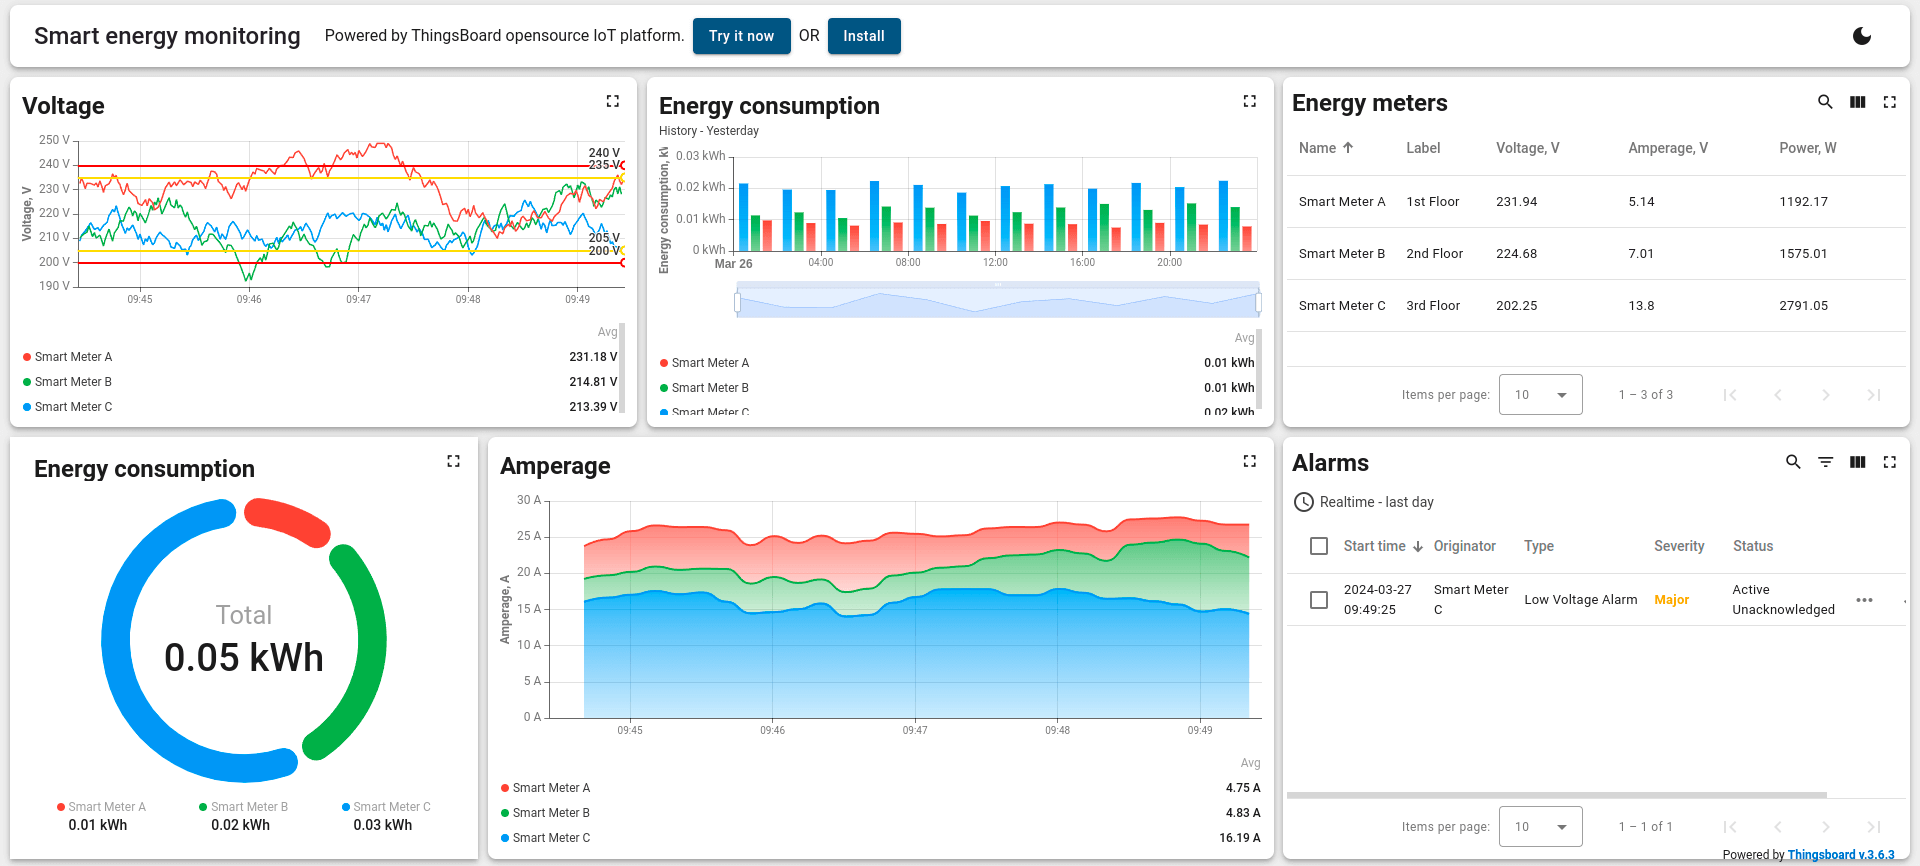 Smart energy monitoring
Powered by ThingsBoard opensource IoT platform.
Try it now
OR
Install
Voltage
Voltage, V
250 V
240 V
230 V
220 V
210 V
200 V
190 V
240 V
235 V
205 V
200 V
09:45
09:46
09:47
09:48
09:49
Avg
Smart Meter A
231.18 V
Smart Meter B
214.81 V
Smart Meter C
213.39 V
Energy consumption
History - Yesterday
Energy consumption, kW
0.03 kWh
0.02 kWh
0.01 kWh
0 kWh
Mar 26
04:00
08:00
12:00
16:00
20:00
Avg
Smart Meter A
0.01 kWh
Smart Meter B
0.01 kWh
Smart Meter C
0.02 kWh
Energy meters
Name Label Voltage, V Amperage, V Power, W
Smart Meter A 1st Floor 231.94 5.14 1192.17
Smart Meter B 2nd Floor 224.68 7.01 1575.01
Smart Meter C 3rd Floor 202.25 13.8 2791.05
Items per page: 10 1 – 3 of 3
Energy consumption
Total
0.05 kWh
Smart Meter A
0.01 kWh
Smart Meter B
0.02 kWh
Smart Meter C
0.03 kWh
Amperage
Amperage, A
30 A
25 A
20 A
15 A
10 A
5 A
0 A
09:45
09:46
09:47
09:48
09:49
Avg
Smart Meter A
4.75 A
Smart Meter B
4.83 A
Smart Meter C
16.19 A
Alarms
Realtime - last day
Start time Originator Type Severity Status
2024-03-27
09:49:25
Smart Meter
C
Low Voltage Alarm
Major
Active
Unacknowledged
Items per page: 10 1 – 1 of 1
Powered by Thingsboard v.3.6.3